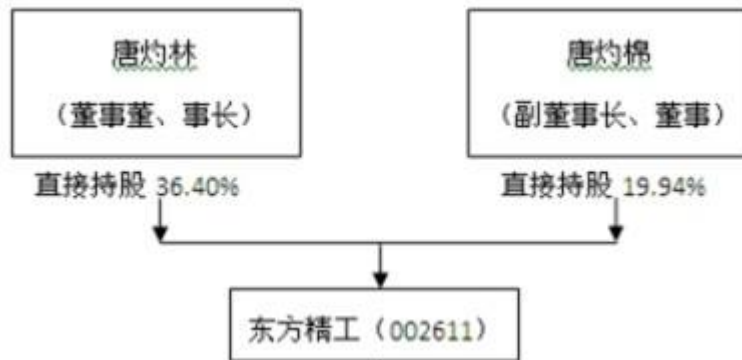 唐灼林
（董事董、事长）
唐灼棉
（副董事长、董事）
直接持股 36.40%
直接持股 19.94%
东方精工（002611）